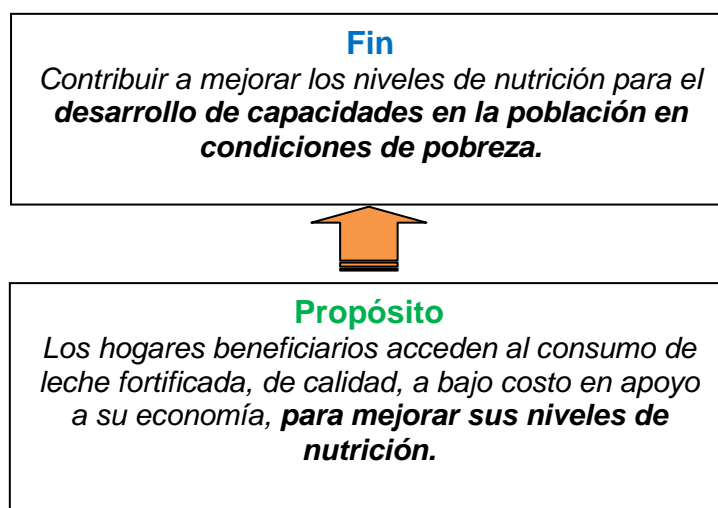 Fin
Contribuir a mejorar los niveles de nutrición para el
desarrollo de capacidades en la población en
condiciones de pobreza.
Propósito
Los hogares beneficiarios acceden al consumo de
leche fortificada, de calidad, a bajo costo en apoyo
a su economía, para mejorar sus niveles de
nutrición.